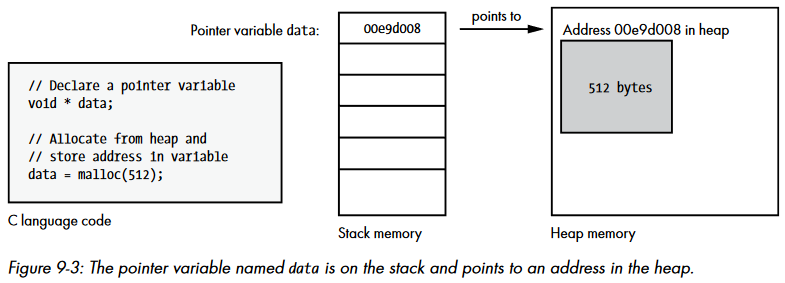 Pointer variable data:
00e9d008
points to
Address 00e9d008 in heap
512 bytes
// Declare a pointer variable
void * data;
// Allocate from heap and
// store address in variable
data = malloc(512);
C language code
Stack memory
Heap memory
Figure 9-3: The pointer variable named data is on the stack and points to an address in the heap.